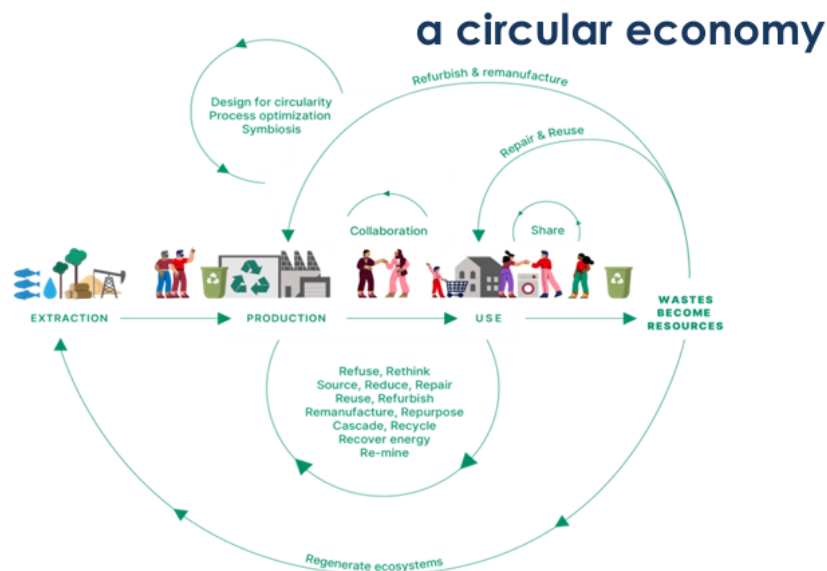 a circular economy
Refurbish & remanufacture
Design for circularity
Process optimization
Symbiosis
Repair & Reuse
Collaboration
Share
EXTRACTION
PRODUCTION
USE
WASTES
BECOME
RESOURCES
Refuse, Rethink
Source, Reduce, Repair
Reuse, Refurbish
Remanufacture, Repurpose
Cascade, Recycle
Recover energy
Re-mine
Regenerate ecosystems